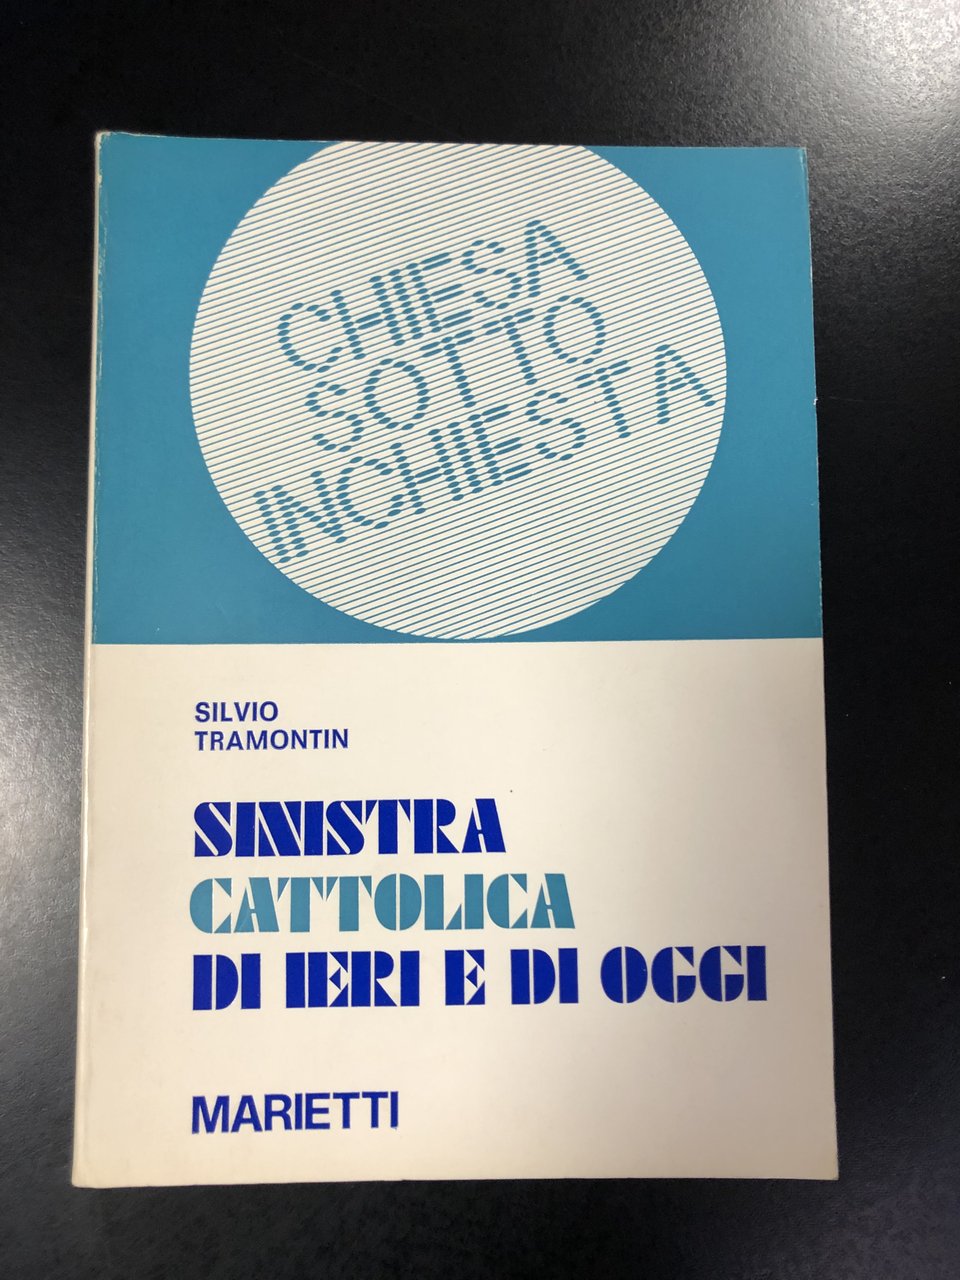 CHIESA
SOTTO
INCHIESTA
SILVIO
TRAMONTIN
SINISTRA
CATTOLICA
DI IERI E DI OGGI
MARIETTI